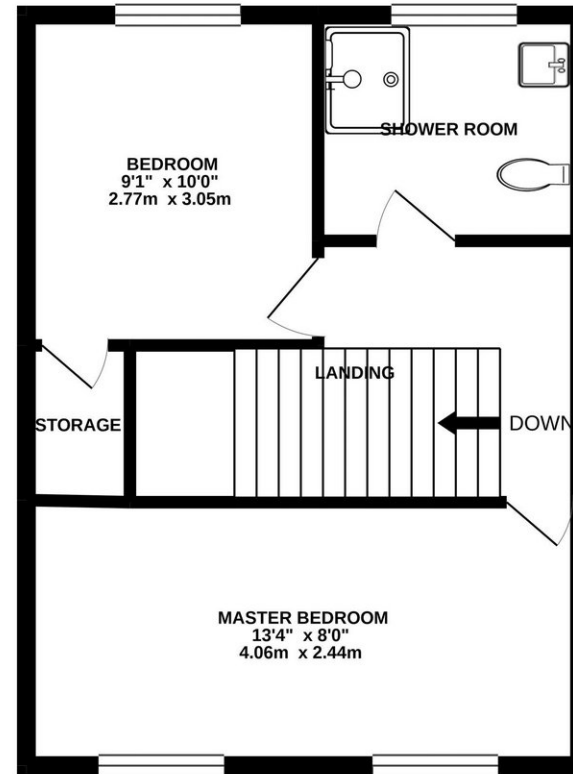 BEDROOM
9'1" x 10'0"
2.77m x 3.05m
SHOWER ROOM
LANDING
DOWN
STORAGE
MASTER BEDROOM
13'4" x 8'0"
4.06m x 2.44m